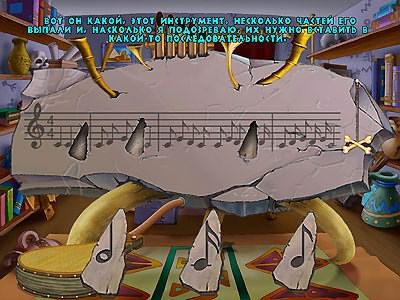 ВОТ ОН КАКОЙ, ЭТОТ ИНСТРУМЕНТ. НЕСКОЛЬКО ЧАСТЕЙ ЕГО
ВЫПАЛИ И, НАСКОЛЬКО Я ПОДОЗРЕВАЮ, ИХ НУЖНО ВСТАВИТЬ В
КАКОЙ-ТО ПОСЛЕДОВАТЕЛЬНОСТИ.